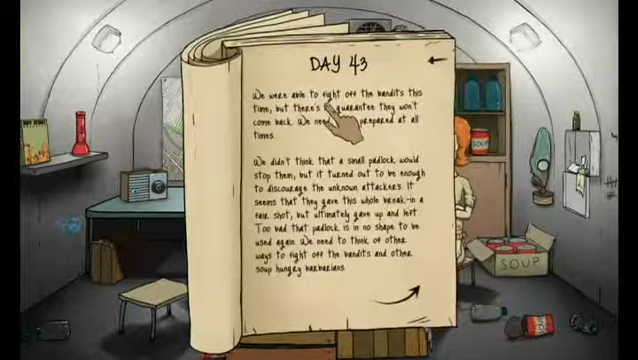 DAY 43
We were able to fight off the bandits this
time, but there's guarantee they won't
come back. We need prepared at all
times.
We didn't think that a small padlock would
stop them, but it turned out to be enough
to discourage the unknown attackers. It
seems that they gave this whole break-in a
fair shot, but ultimately gave up and left.
Too bad that padlock is in no shape to be
used again. We need to think of other
ways to fight off the bandits and other
soup hungry barbarians.
SOUP
SOUP